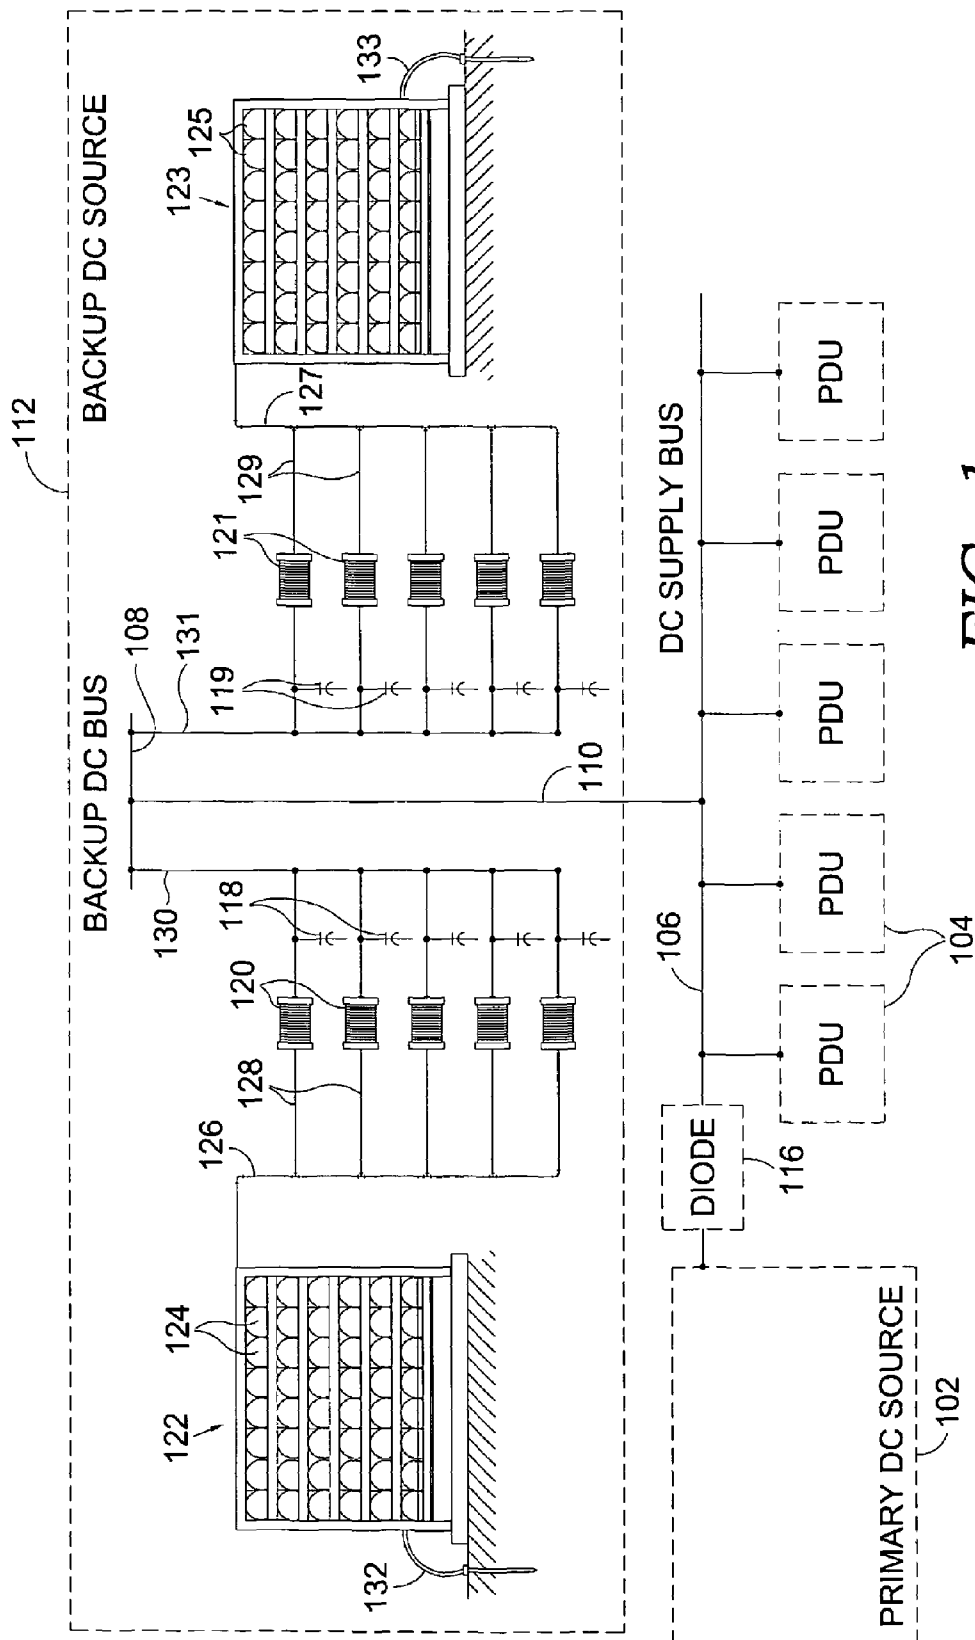 112
BACKUP DC BUS
BACKUP DC SOURCE
108
130
131
122
123
124
125
126
127
128
129
120
121
118
119
132
133
110
106
DC SUPPLY BUS
DIODE
116
PDU
PDU
PDU
PDU
PDU
104
PRIMARY DC SOURCE
102
FIG. 1